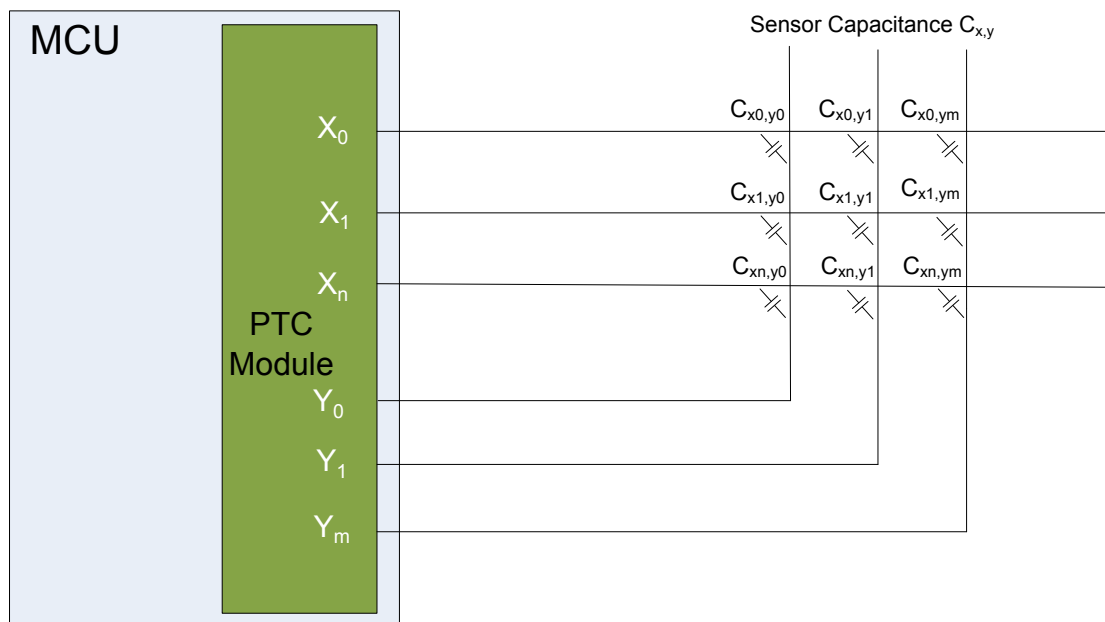 MCU
Sensor Capacitance Cx,y
Cx0,y0 Cx0,y1 Cx0,ym
X0
Cx1,y0 Cx1,y1 Cx1,ym
X1
Cxn,y0 Cxn,y1 Cxn,ym
Xn
PTC
Module
Y0
Y1
Ym